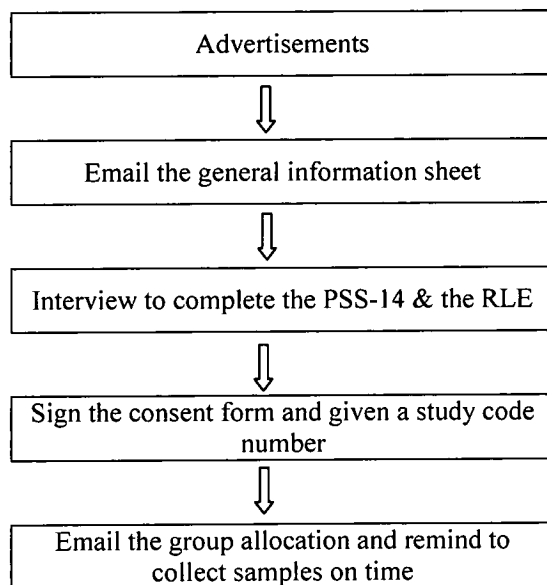 Advertisements
Email the general information sheet
Interview to complete the PSS-14 & the RLE
Sign the consent form and given a study code
number
Email the group allocation and remind to
collect samples on time